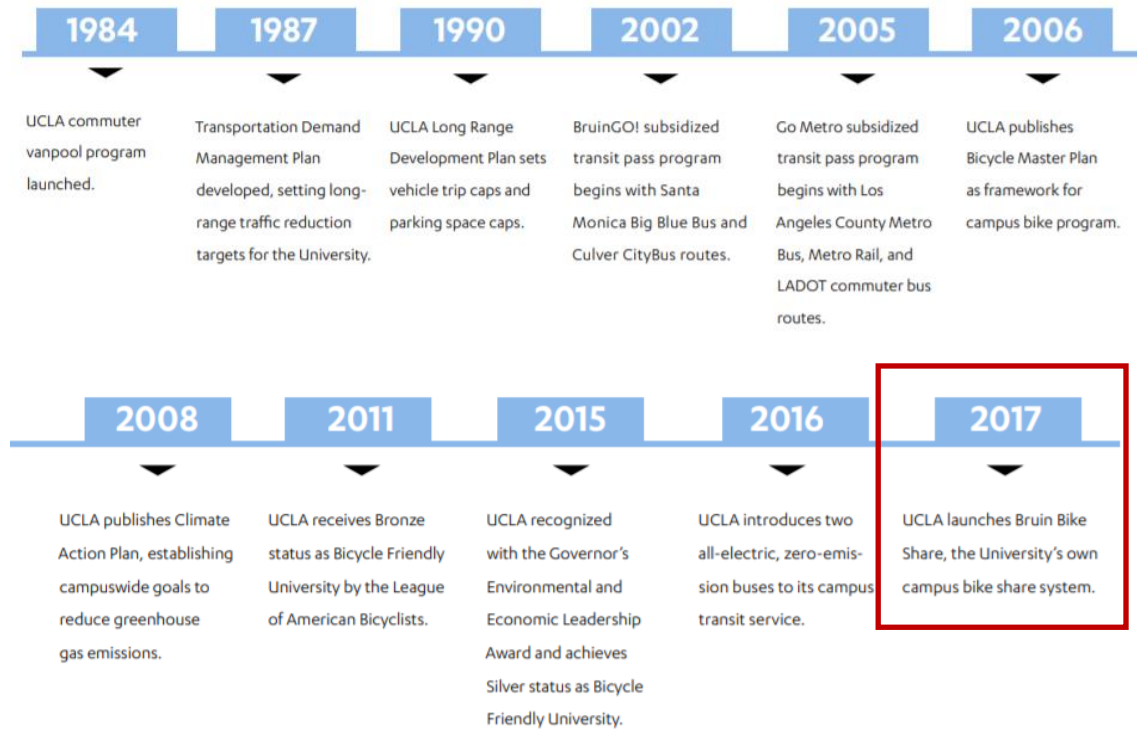 1984
UCLA commuter
vanpool program
launched.
1987
Transportation Demand
Management Plan
developed, setting long-
range traffic reduction
targets for the University.
1990
UCLA Long Range
Development Plan sets
vehicle trip caps and
parking space caps.
2002
BruinGO! subsidized
transit pass program
begins with Santa
Monica Big Blue Bus and
Culver CityBus routes.
2005
Go Metro subsidized
transit pass program
begins with Los
Angeles County Metro
Bus, Metro Rail, and
LADOT commuter bus
routes.
2006
UCLA publishes
Bicycle Master Plan
as framework for
campus bike program.
2008
UCLA publishes Climate
Action Plan, establishing
campuswide goals to
reduce greenhouse
gas emissions.
2011
UCLA receives Bronze
status as Bicycle Friendly
University by the League
of American Bicyclists.
2015
UCLA recognized
with the Governor's
Environmental and
Economic Leadership
Award and achieves
Silver status as Bicycle
Friendly University.
2016
UCLA introduces two
all-electric, zero-emis-
sion buses to its campus
transit service.
2017
UCLA launches Bruin Bike
Share, the University's own
campus bike share system.